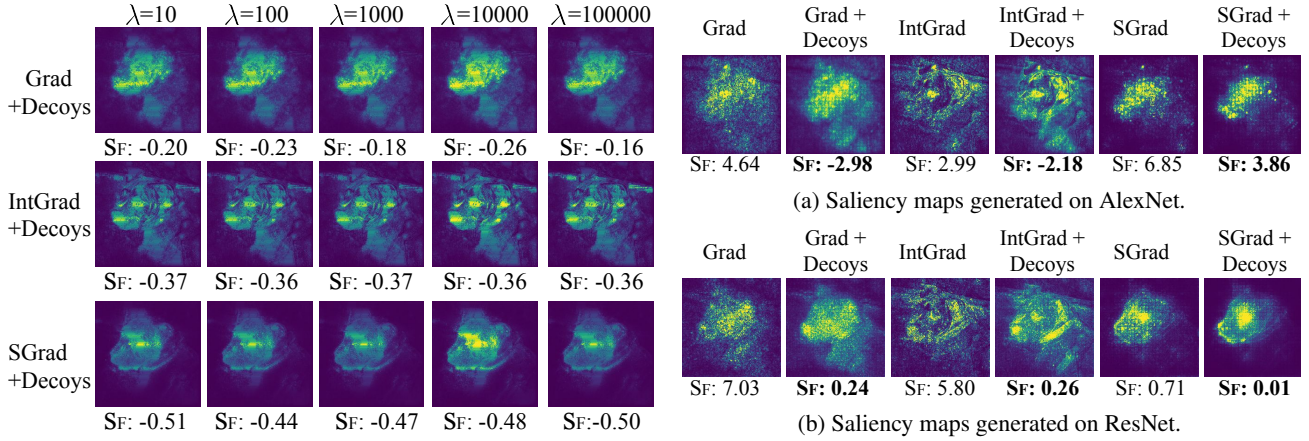 λ=10 λ=100 λ=1000 λ=10000 λ=100000
Grad
+Decoys
SF: -0.20 SF: -0.23 SF: -0.18 SF: -0.26 SF: -0.16
IntGrad
+Decoys
SF: -0.37 SF: -0.36 SF: -0.37 SF: -0.36 SF: -0.36
SGrad
+Decoys
SF: -0.51 SF: -0.44 SF: -0.47 SF: -0.48 SF:-0.50
Grad Grad + Decoys IntGrad IntGrad + Decoys SGrad SGrad + Decoys
SF: 4.64 SF: -2.98 SF: 2.99 SF: -2.18 SF: 6.85 SF: 3.86
(a) Saliency maps generated on AlexNet.
Grad Grad + Decoys IntGrad IntGrad + Decoys SGrad SGrad + Decoys
SF: 7.03 SF: 0.24 SF: 5.80 SF: 0.26 SF: 0.71 SF: 0.01
(b) Saliency maps generated on ResNet.